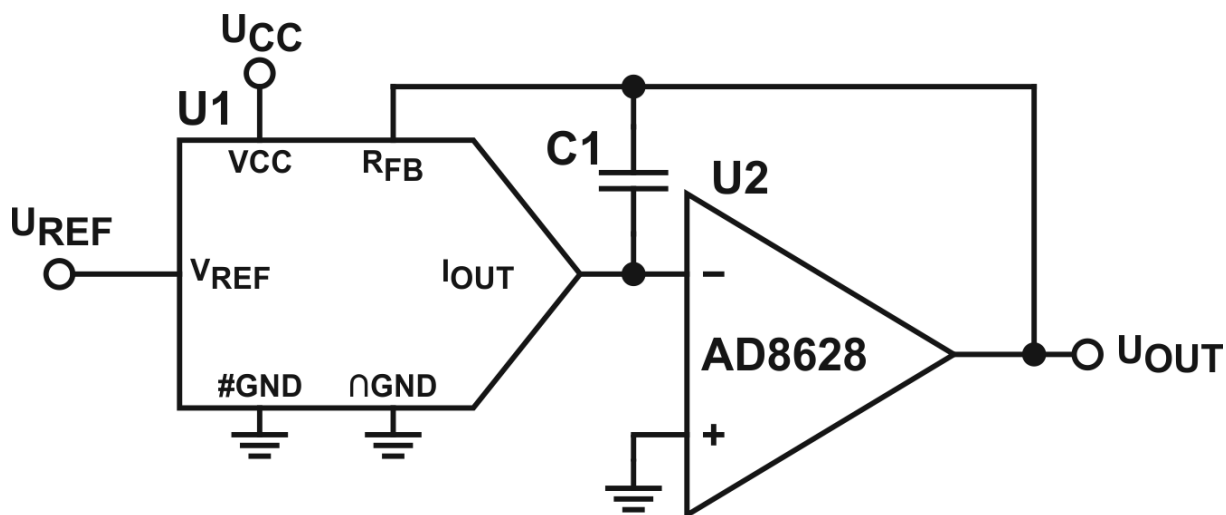 UCC
U1
VCC
RFB
C1
U2
UREF
VREF
IOUT
−
AD8628
UOUT
#GND
∩GND
+